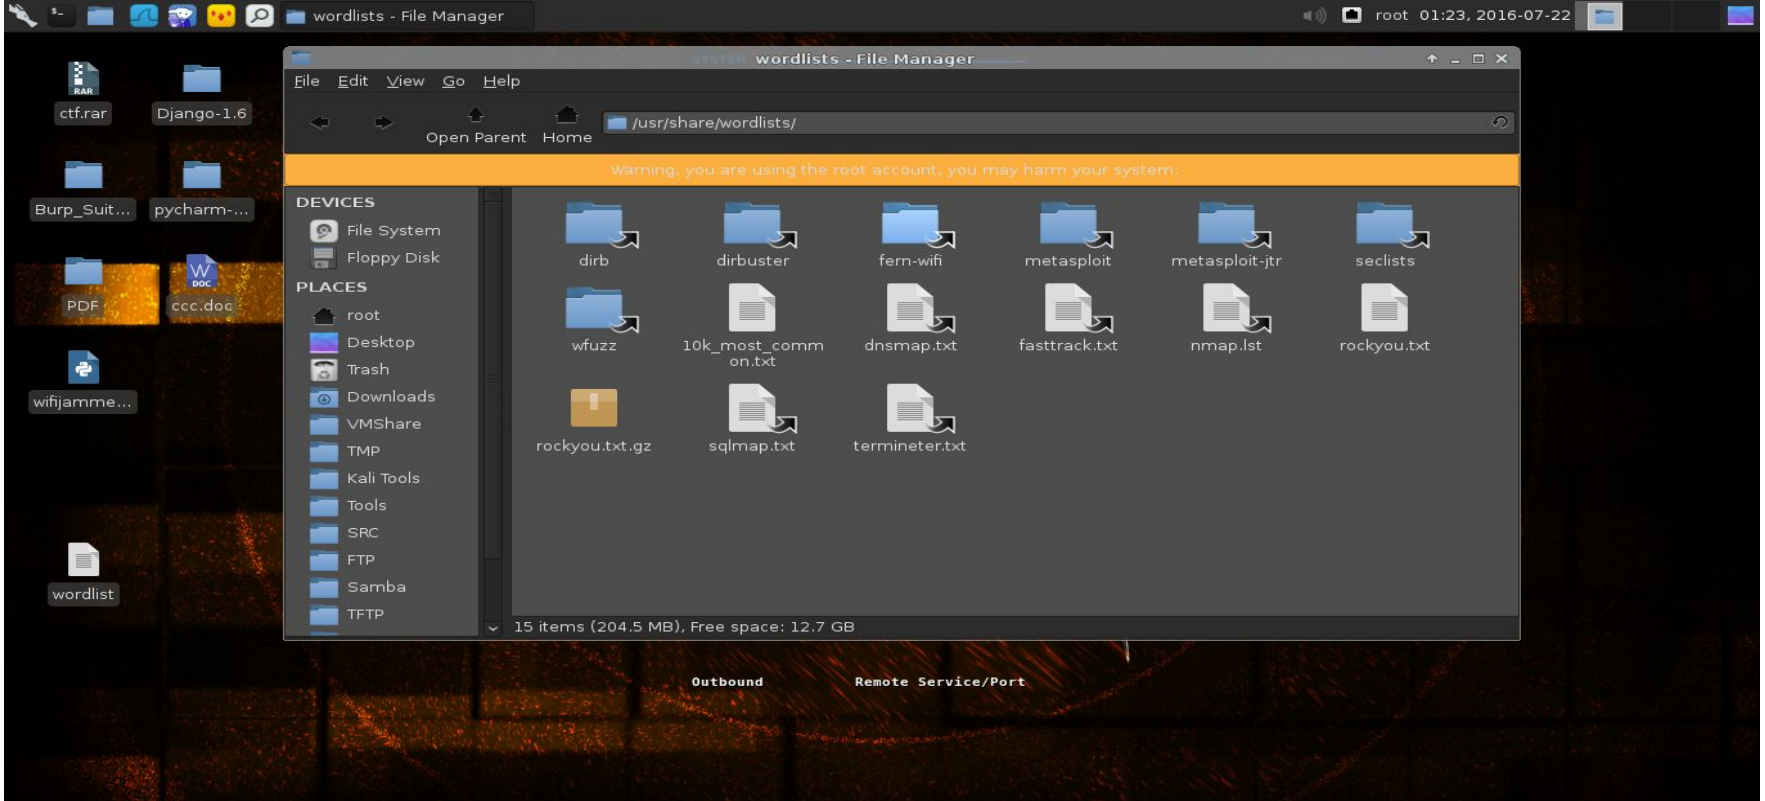 wordlists - File Manager
root 01:23, 2016-07-22
ctf.rar
Django-1.6
Burp_Suit...
pycharm-...
PDF
ccc.doc
wifijamme...
wordlist
RAR
W
DOC
SYSTEM
wordlists - File Manager
File Edit View Go Help
Open Parent Home /usr/share/wordlists/
Warning, you are using the root account, you may harm your system.
DEVICES
File System
Floppy Disk
PLACES
root
Desktop
Trash
Downloads
VMShare
TMP
Kali Tools
Tools
SRC
FTP
Samba
TFTP
dirb dirbuster fern-wifi metasploit metasploit-jtr seclists
wfuzz 10k_most_comm dnsmap.txt fasttrack.txt nmap.lst rockyou.txt
on.txt
rockyou.txt.gz sqlmap.txt termineter.txt
15 items (204.5 MB), Free space: 12.7 GB
Outbound Remote Service/Port